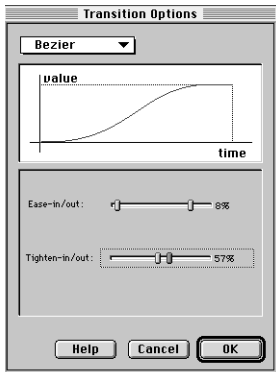 Transition Options
Bezier
value
time
Ease-in/out: 8%
Tighten-in/out: 57%
Help Cancel OK